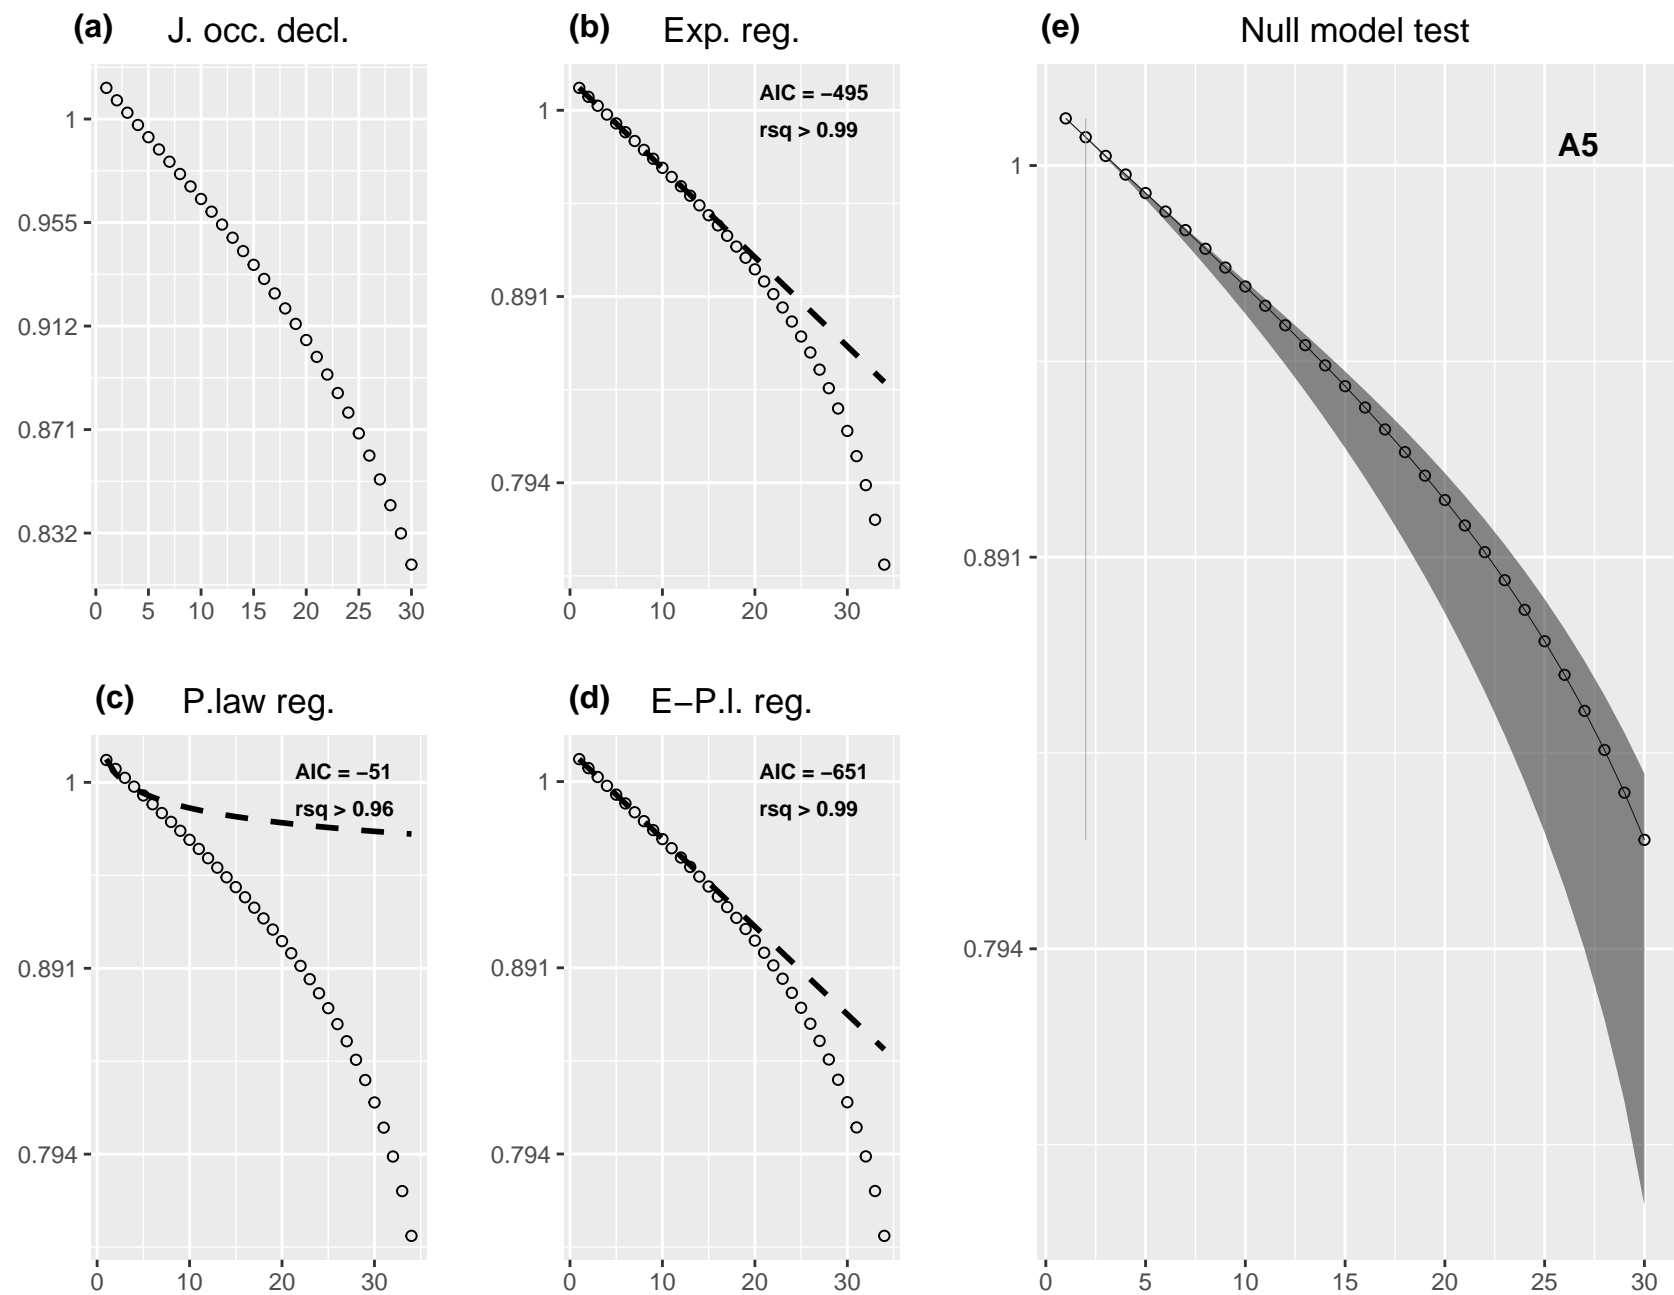 (a) J. occ. decl.
1
0.955
0.912
0.871
0.832
0 5 10 15 20 25 30
(b) Exp. reg.
AIC = −495
rsq > 0.99
1
0.891
0.794
0 10 20 30
(c) P.law reg.
AIC = −51
rsq > 0.96
1
0.891
0.794
0 10 20 30
(d) E−P.l. reg.
AIC = −651
rsq > 0.99
1
0.891
0.794
0 10 20 30
(e) Null model test
A5
1
0.891
0.794
0 5 10 15 20 25 30